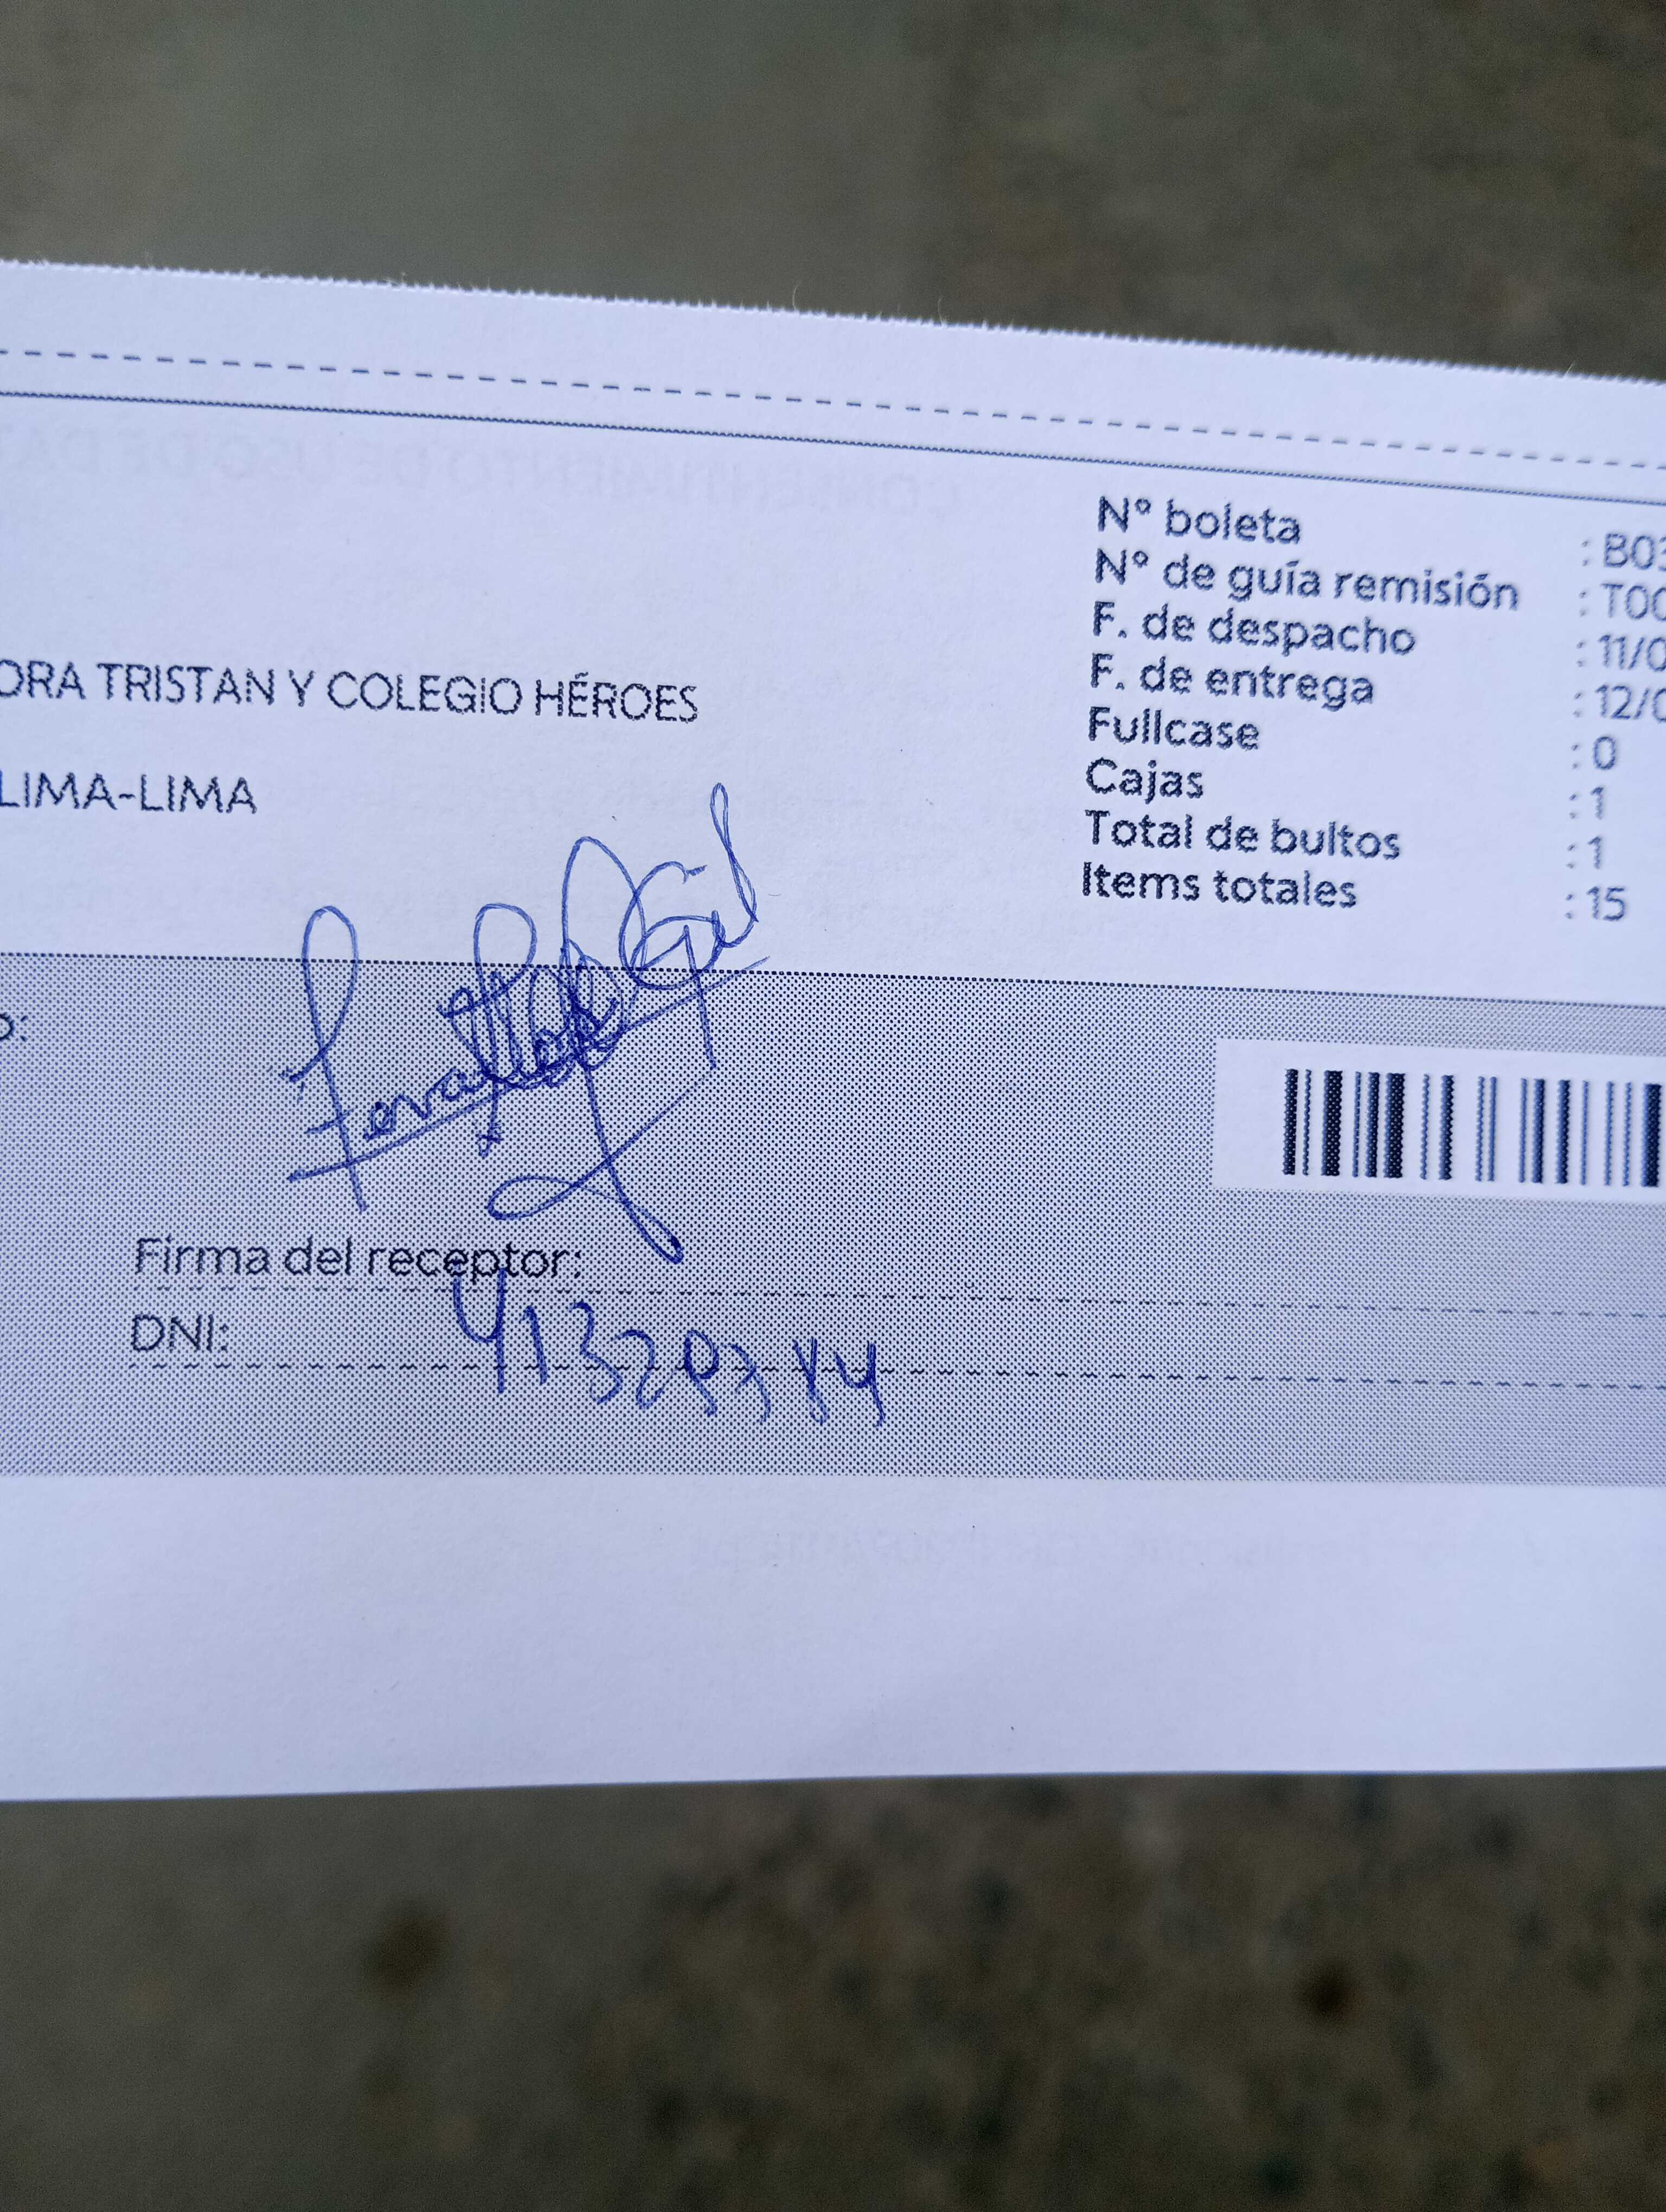 ORA TRISTAN Y COLEGIO HÉROES
LIMA-LIMA
N° boleta : B03
N° de guía remisión : T00
F. de despacho : 11/0
F. de entrega : 12/0
Fullcase : 0
Cajas : 1
Total de bultos : 1
Items totales : 15
o:
Firma del receptor:
DNI: